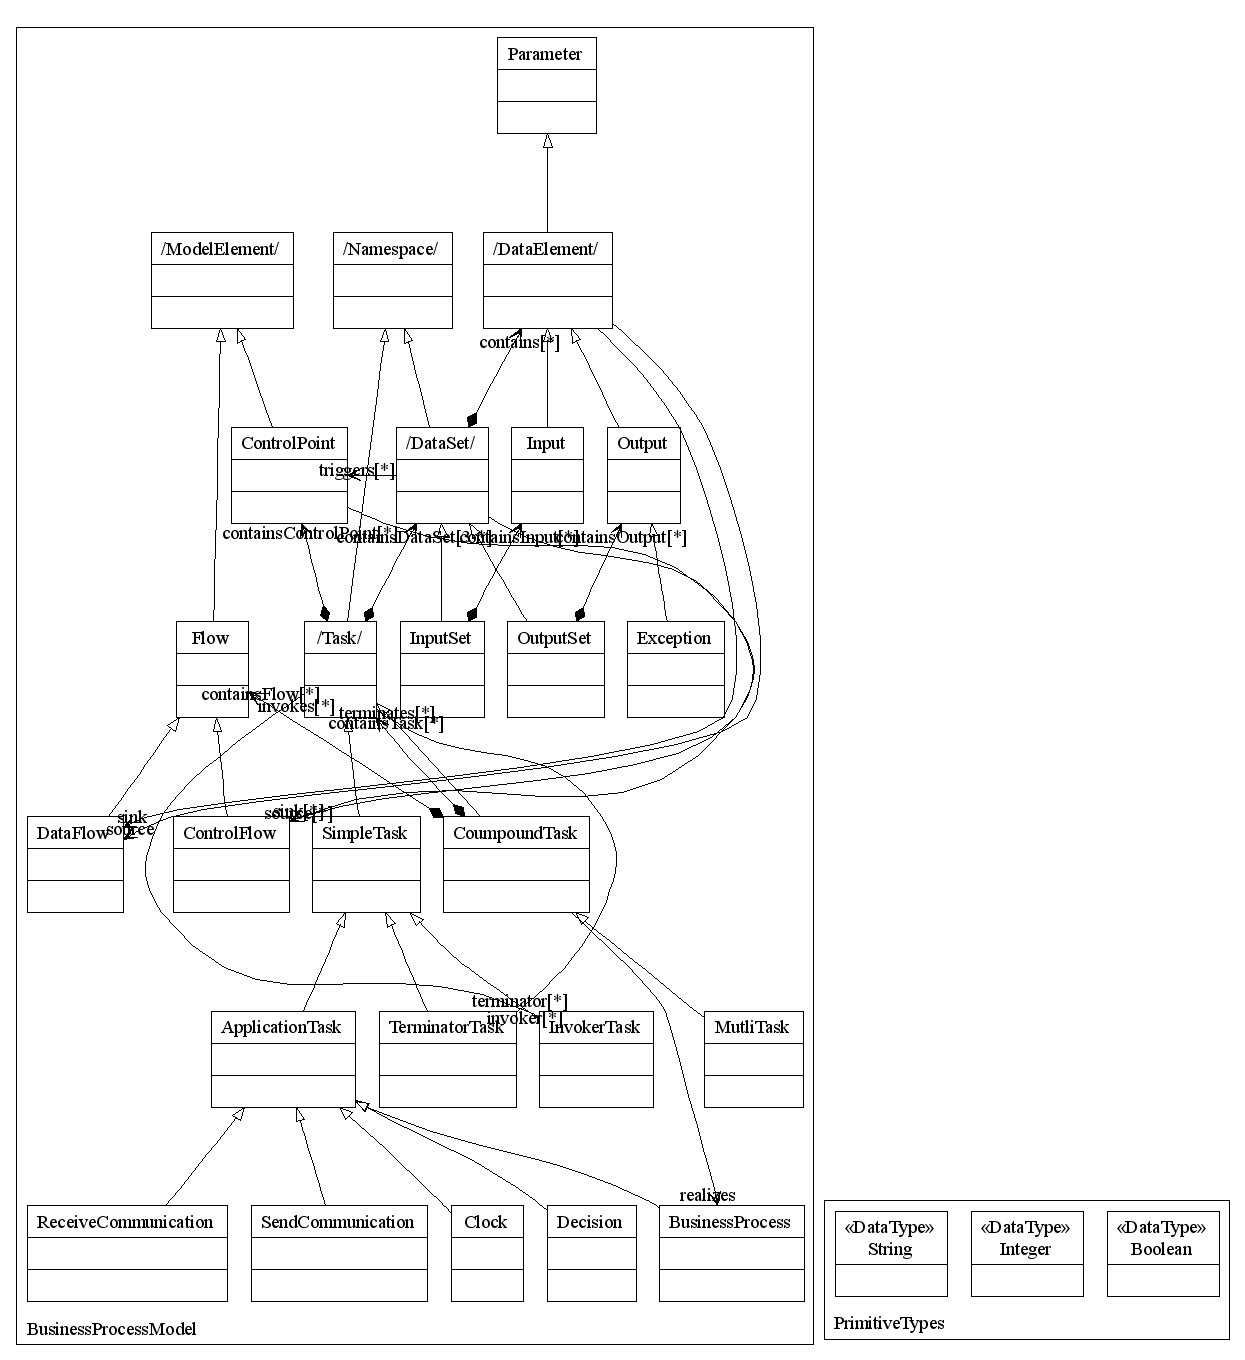 Parameter
/ModelElement/
/Namespace/
/DataElement/
contains[*]
ControlPoint
/DataSet/
Input
Output
triggers[*]
containsControlPoint[*]
containsDataSet[*]
containsInput[*]
containsOutput[*]
Flow
/Task/
InputSet
OutputSet
Exception
containsFlow[*]
invokes[*]
terminates[*]
containsTask[*]
sink
source
sink[*]
source[*]
DataFlow
ControlFlow
SimpleTask
CoumpoundTask
terminator[*]
invoker[*]
ApplicationTask
TerminatorTask
InvokerTask
MutliTask
realizes
ReceiveCommunication
SendCommunication
Clock
Decision
BusinessProcess
BusinessProcessModel
«DataType»
String
«DataType»
Integer
«DataType»
Boolean
PrimitiveTypes